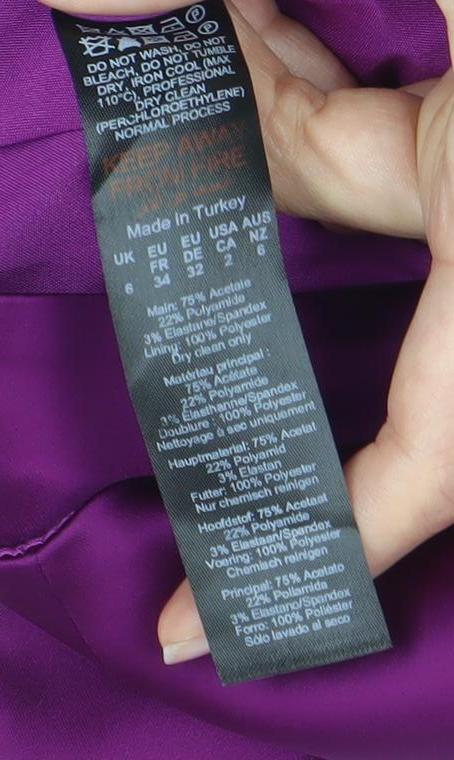 DO NOT WASH, DO NOT
BLEACH, DO NOT TUMBLE
DRY, IRON COOL (MAX
110°C), PROFESSIONAL
DRY CLEAN
(PERCHLOROETHYLENE)
NORMAL PROCESS
KEEP AWAY
FROM FIRE
Made in Turkey
UK EU EU USA AUS
FR DE CA NZ
6 34 32 2 6
Main: 75% Acetate
22% Polyamide
3% Elastane/Spandex
Lining: 100% Polyester
Dry clean only
Matériau principal :
75% Acétate
22% Polyamide
3% Élasthanne/Spandex
Doublure : 100% Polyester
Nettoyage à sec uniquement
Hauptmaterial: 75% Acetat
22% Polyamid
3% Elastan
Futter: 100% Polyester
Nur chemisch reinigen
Hoofdstof: 75% Acetaat
22% Polyamide
3% Elastaan/Spandex
Voering: 100% Polyester
Chemisch reinigen
Principal: 75% Acetato
22% Poliamida
3% Elastano/Spandex
Forro: 100% Poliéster
Sólo lavado al seco